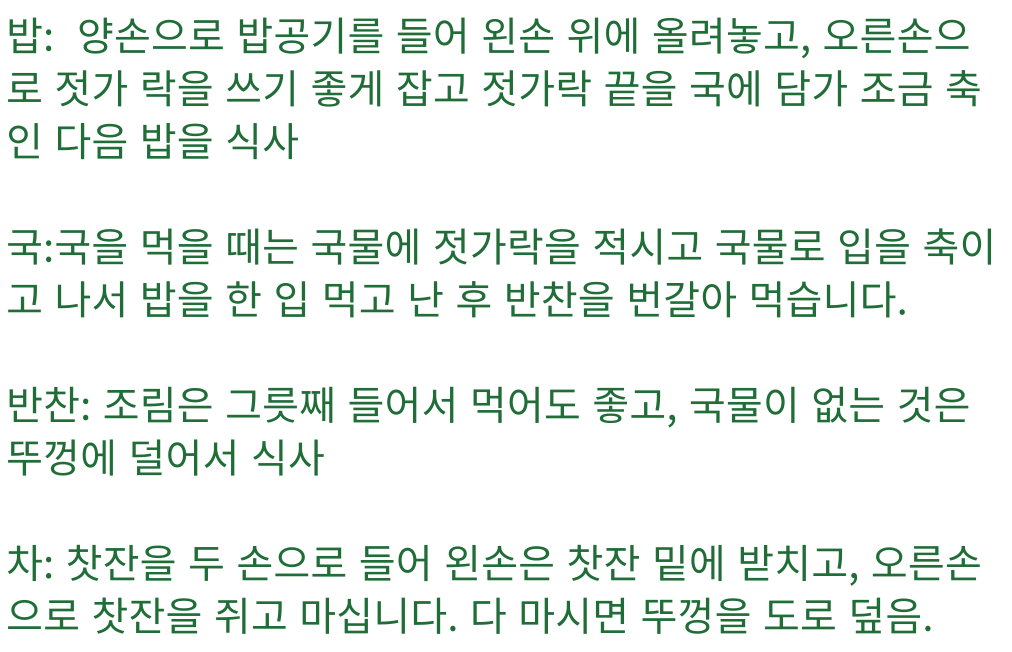 밥:  양손으로 밥공기를 들어 왼손 위에 올려놓고, 오른손으
로 젓가 락을 쓰기 좋게 잡고 젓가락 끝을 국에 담가 조금 축
인 다음 밥을 식사
국:국을 먹을 때는 국물에 젓가락을 적시고 국물로 입을 축이
고 나서 밥을 한 입 먹고 난 후 반찬을 번갈아 먹습니다.
반찬: 조림은 그릇째 들어서 먹어도 좋고, 국물이 없는 것은
뚜껑에 덜어서 식사
차: 찻잔을 두 손으로 들어 왼손은 찻잔 밑에 받치고, 오른손
으로 찻잔을 쥐고 마십니다. 다 마시면 뚜껑을 도로 덮음.